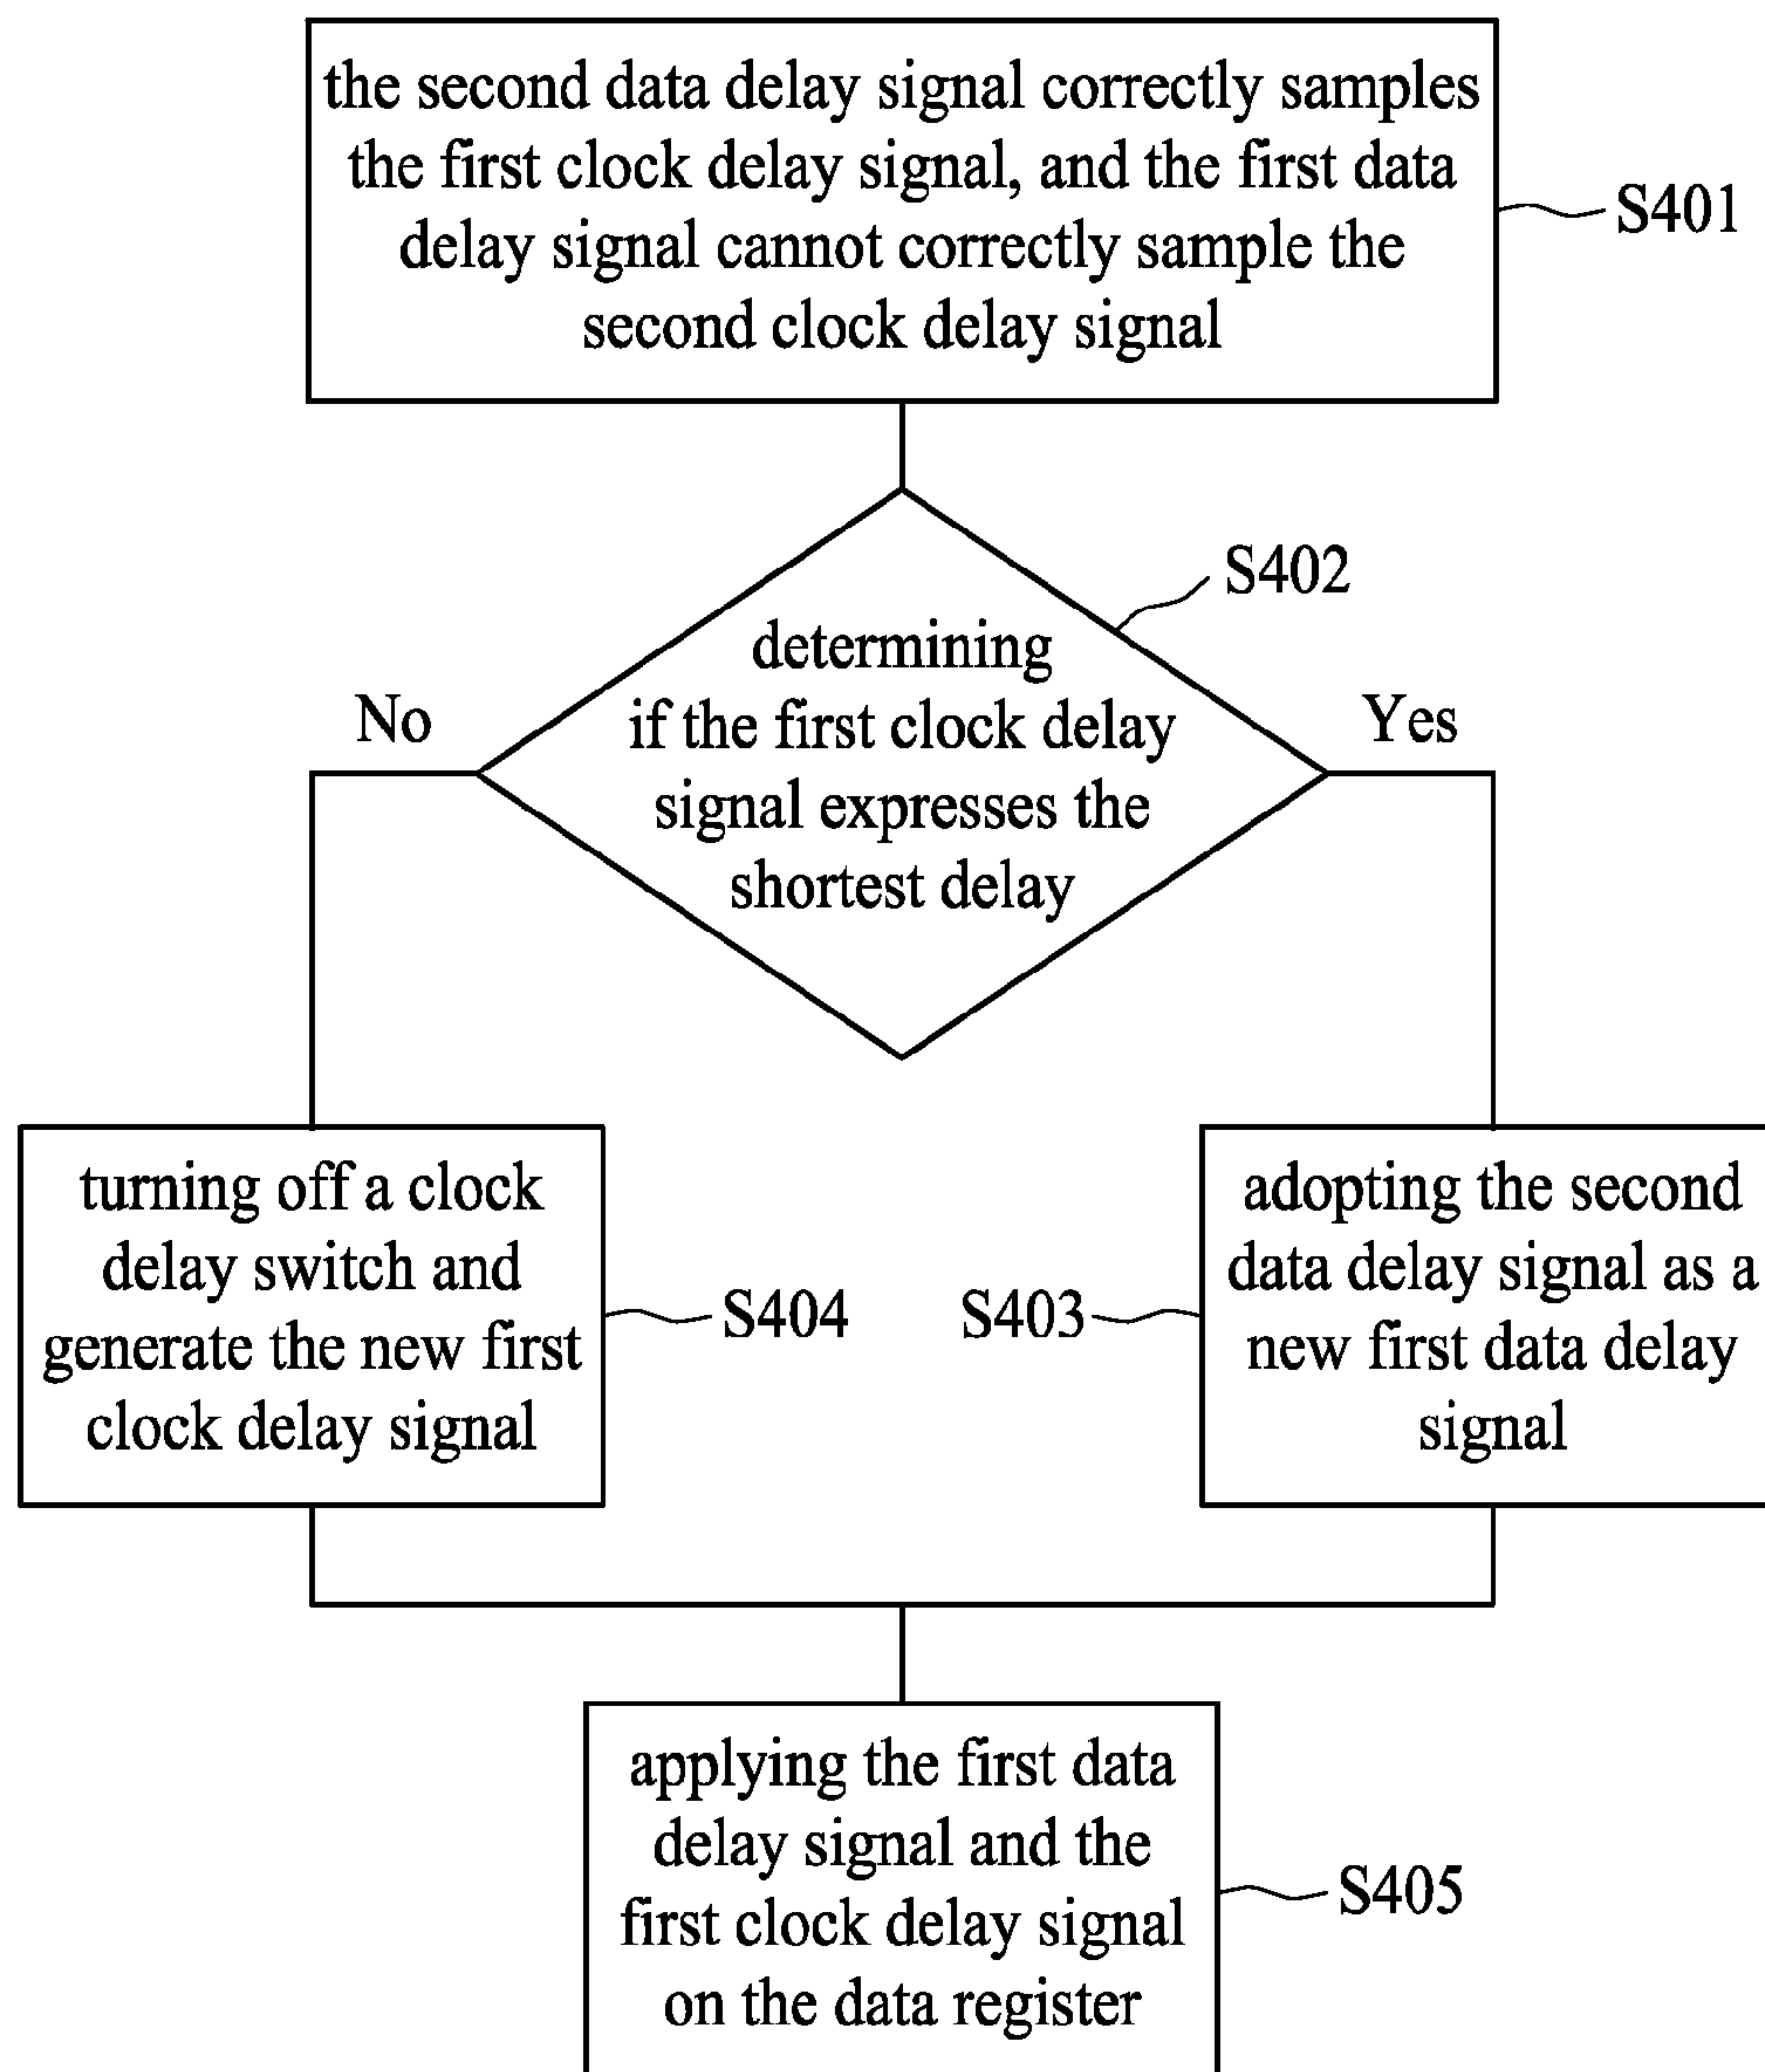 the second data delay signal correctly samples
the first clock delay signal, and the first data
delay signal cannot correctly sample the
second clock delay signal
S401
S402
determining
if the first clock delay
signal expresses the
shortest delay
No
Yes
turning off a clock
delay switch and
generate the new first
clock delay signal
S404
S403
adopting the second
data delay signal as a
new first data delay
signal
applying the first data
delay signal and the
first clock delay signal
on the data register
S405